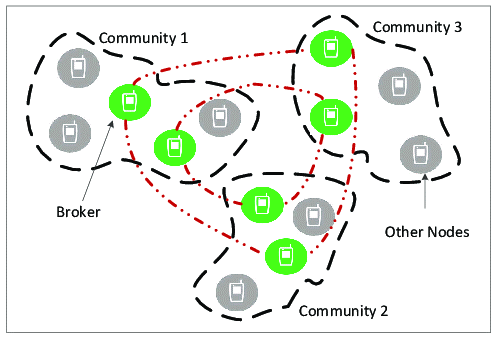 Community 1
Community 3
Broker
Other Nodes
Community 2